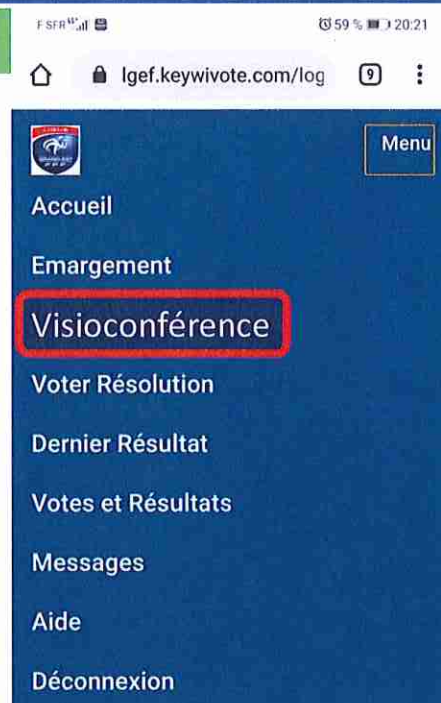 F SFR 59 % 20:21
lgef.keywivote.com/log 9
Menu
Accueil
Emargement
Visioconférence
Voter Résolution
Dernier Résultat
Votes et Résultats
Messages
Aide
Déconnexion